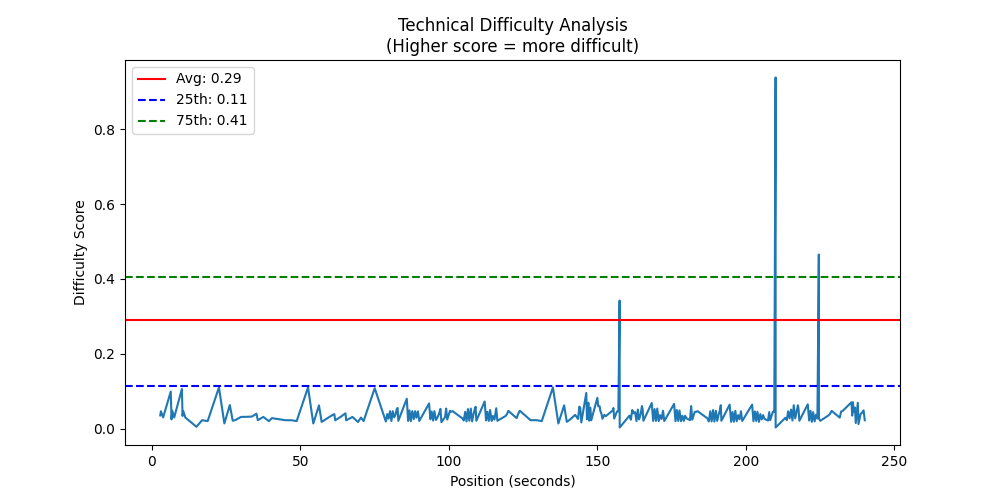 Technical Difficulty Analysis
(Higher score = more difficult)
Avg: 0.29
25th: 0.11
75th: 0.41
Difficulty Score
0.8
0.6
0.4
0.2
0.0
0
50
100
150
200
250
Position (seconds)